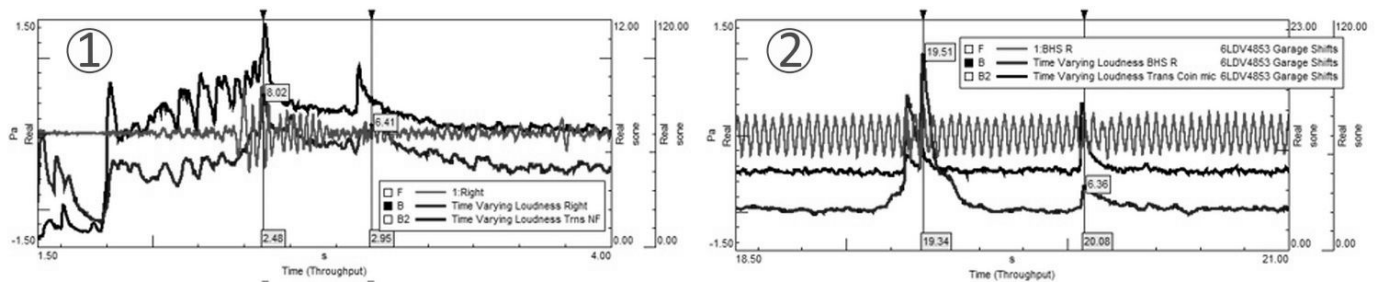 ①
1.50
Pa
Real
-1.50
1.50
s
4.00
Time (Throughput)
8.02
6.41
2.48
2.95
F 1:Right
B Time Varying Loudness Right
B2 Time Varying Loudness Trns NF
12.00
Real
sone
0.00
120.00
Real
sone
0.00
②
1.50
Pa
Real
-1.50
18.50
s
21.00
Time (Throughput)
19.51
6.36
19.34
20.08
F 1:BHS R 6LDV4853 Garage Shifts
B Time Varying Loudness BHS R 6LDV4853 Garage Shifts
B2 Time Varying Loudness Trans Coin mic 6LDV4853 Garage Shifts
23.00
Real
sone
0.00
120.00
Real
sone
0.00